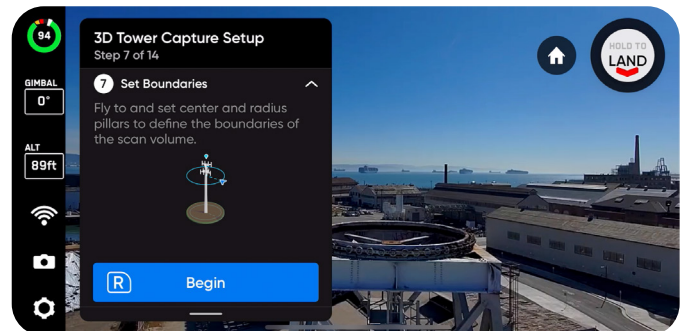 94
GIMBAL
0°
ALT
89ft
3D Tower Capture Setup
Step 7 of 14
7 Set Boundaries
Fly to and set center and radius
pillars to define the boundaries of
the scan volume.
R Begin
HOLD TO
LAND